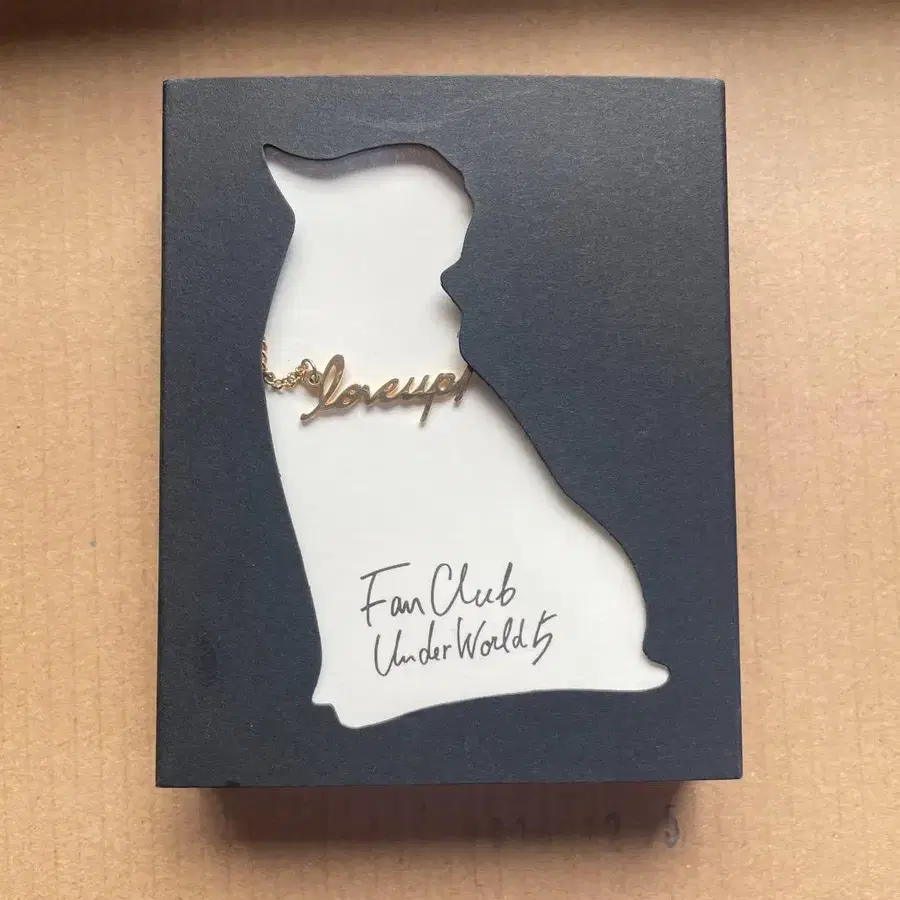 loveup
Fan Club
UnderWorld 5